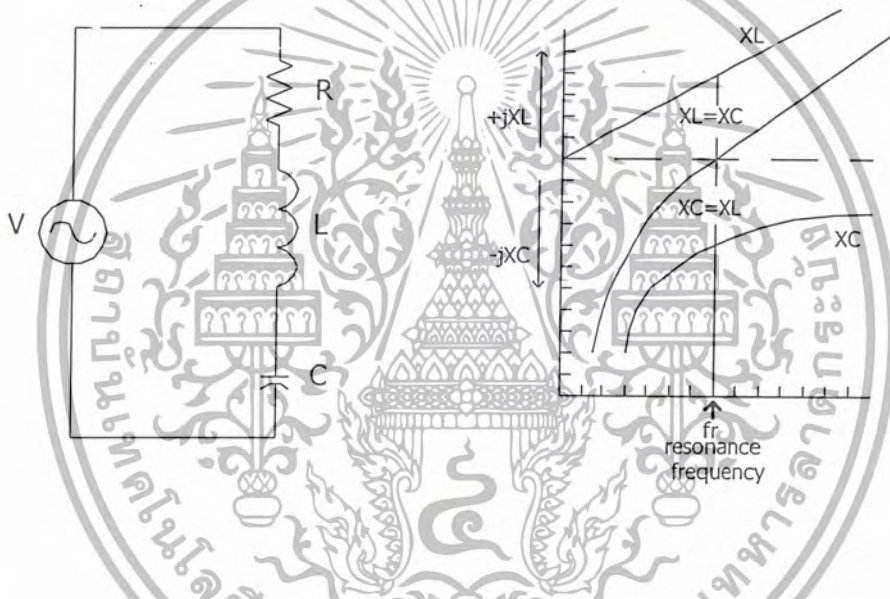 V
R
L
C
+jXL
-jXC
XL
XL=XC
XC=XL
XC
fr
resonance
frequency